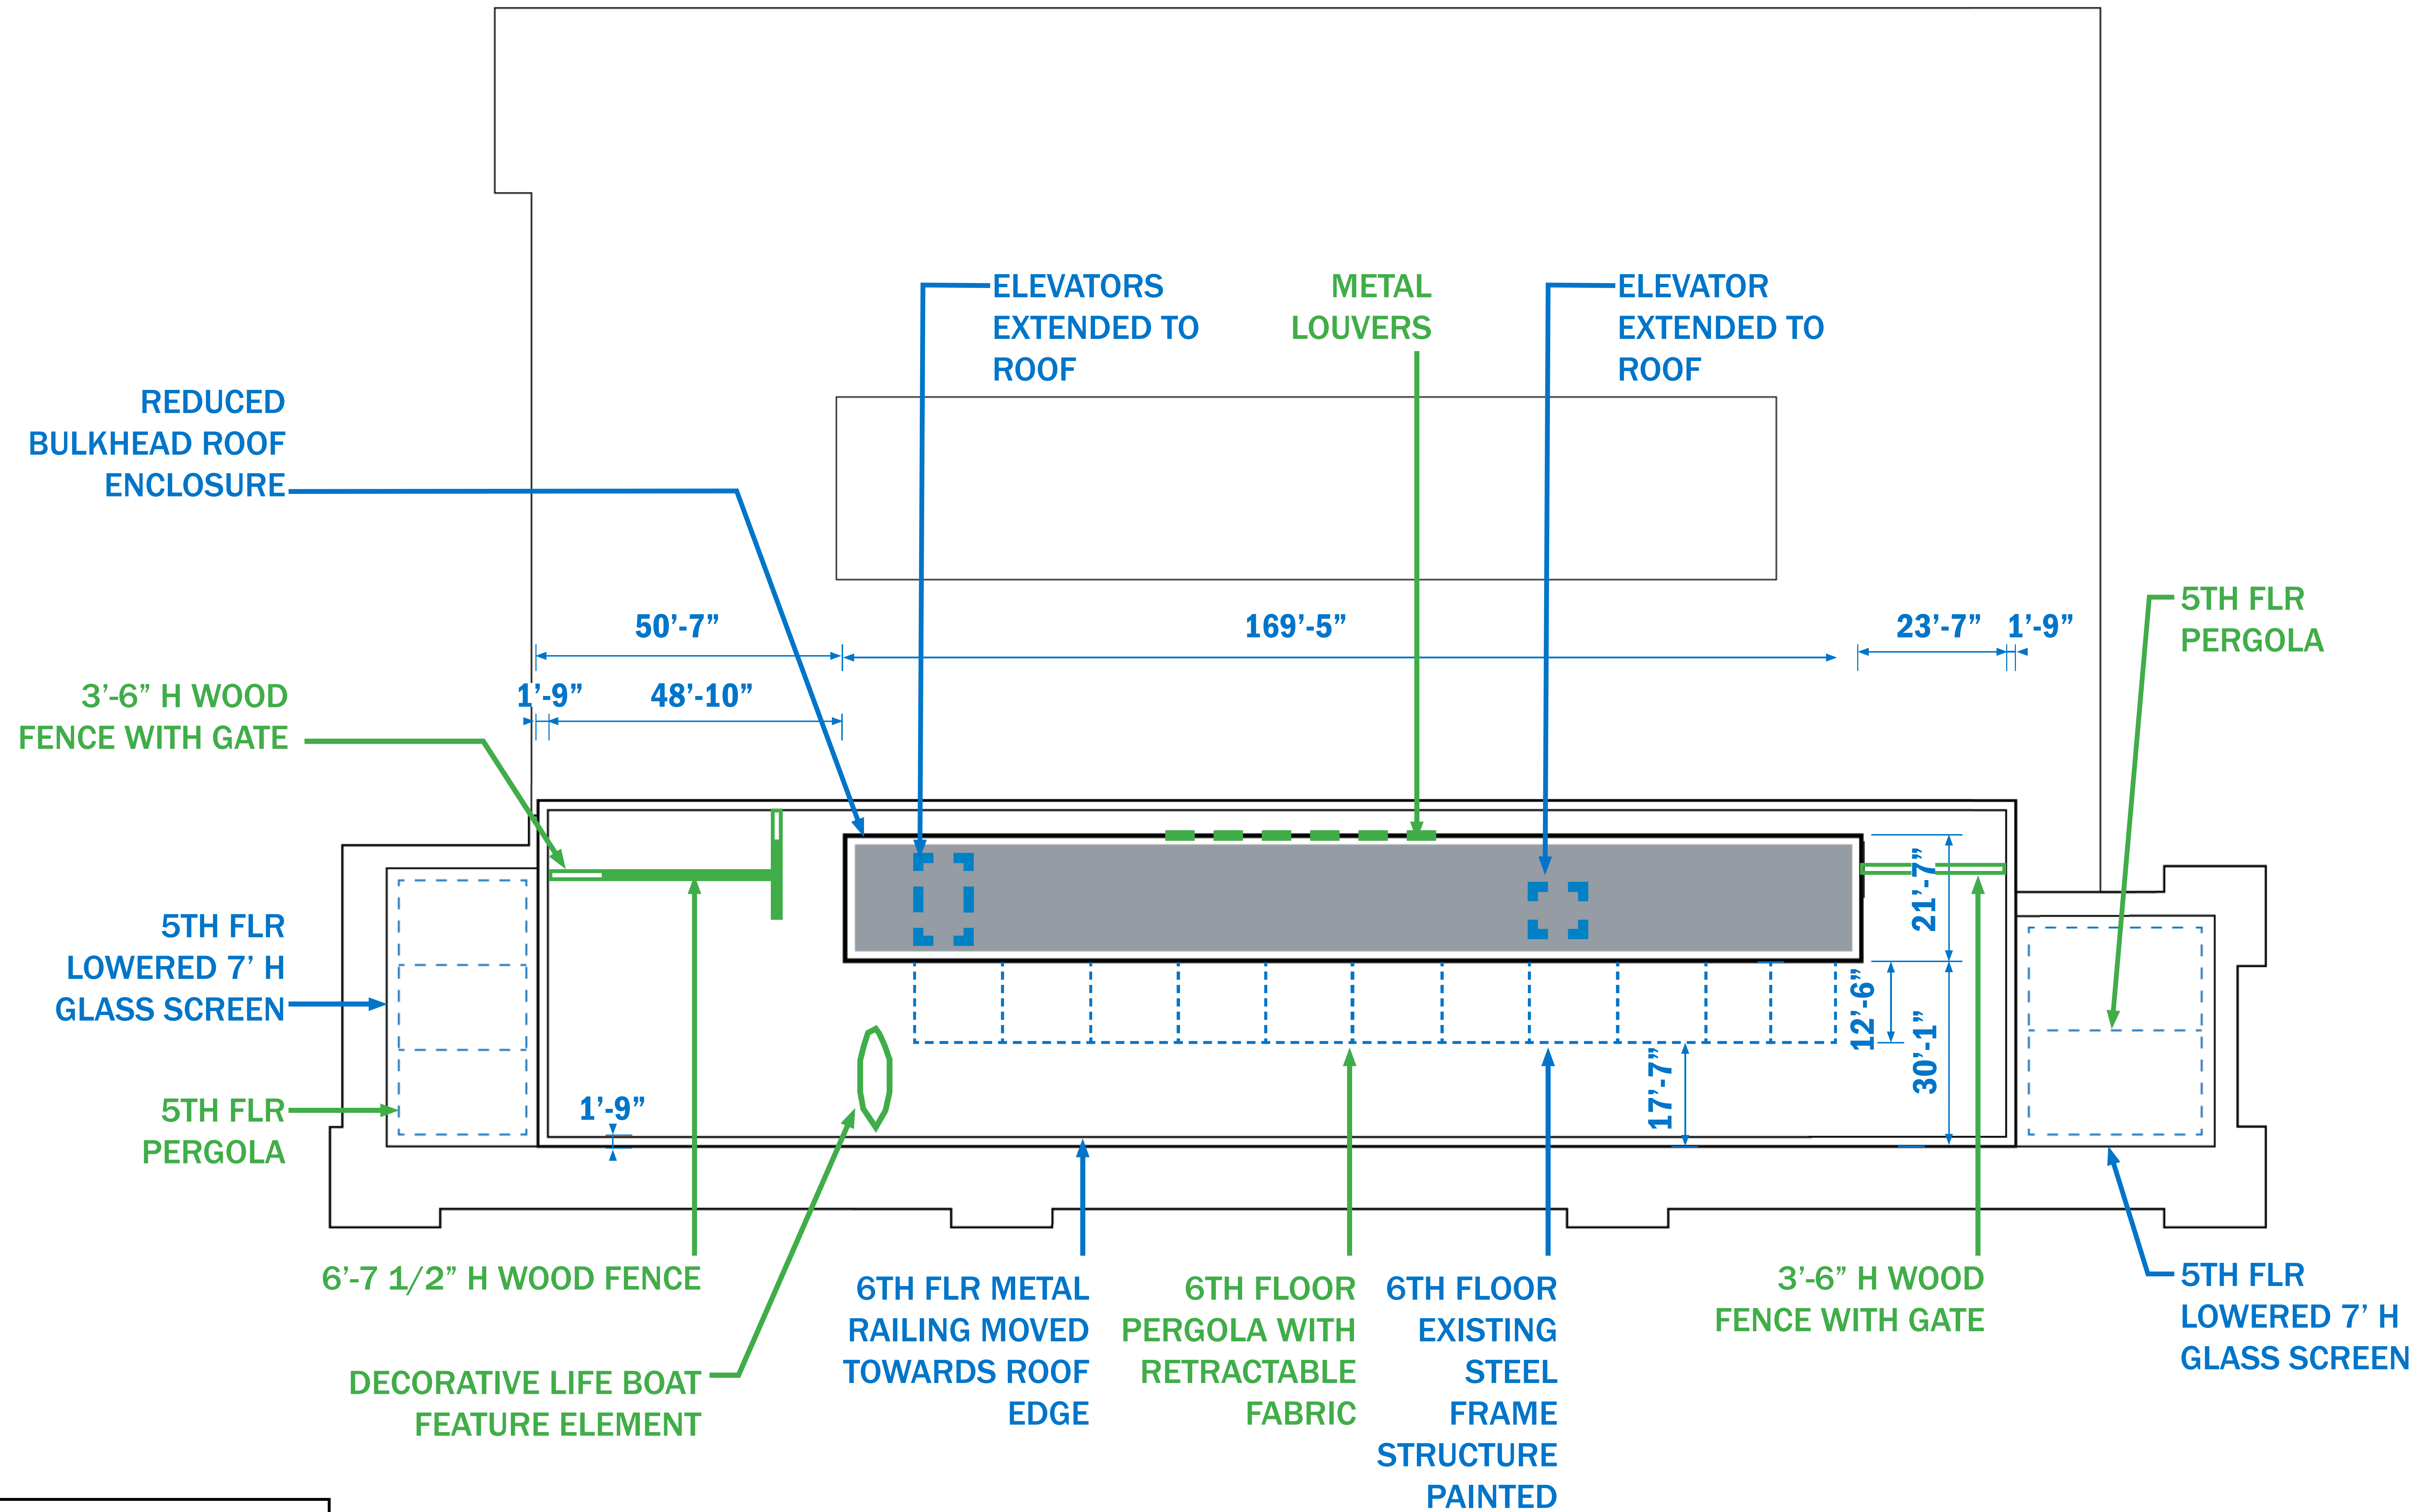 ELEVATORS
EXTENDED TO
ROOF
METAL
LOUVERS
ELEVATOR
EXTENDED TO
ROOF
REDUCED
BULKHEAD ROOF
ENCLOSURE
50’-7”
169’-5”
23’-7”
1’-9”
5TH FLR
PERGOLA
1’-9”
48’-10”
3’-6” H WOOD
FENCE WITH GATE
21’-7”
5TH FLR
LOWERED 7’ H
GLASS SCREEN
12’-6”
30’-1”
17’-7”
1’-9”
5TH FLR
PERGOLA
6’-7 1/2” H WOOD FENCE
DECORATIVE LIFE BOAT
FEATURE ELEMENT
6TH FLR METAL
RAILING MOVED
TOWARDS ROOF
EDGE
6TH FLOOR
PERGOLA WITH
RETRACTABLE
FABRIC
6TH FLOOR
EXISTING
STEEL
FRAME
STRUCTURE
PAINTED
3’-6” H WOOD
FENCE WITH GATE
5TH FLR
LOWERED 7’ H
GLASS SCREEN